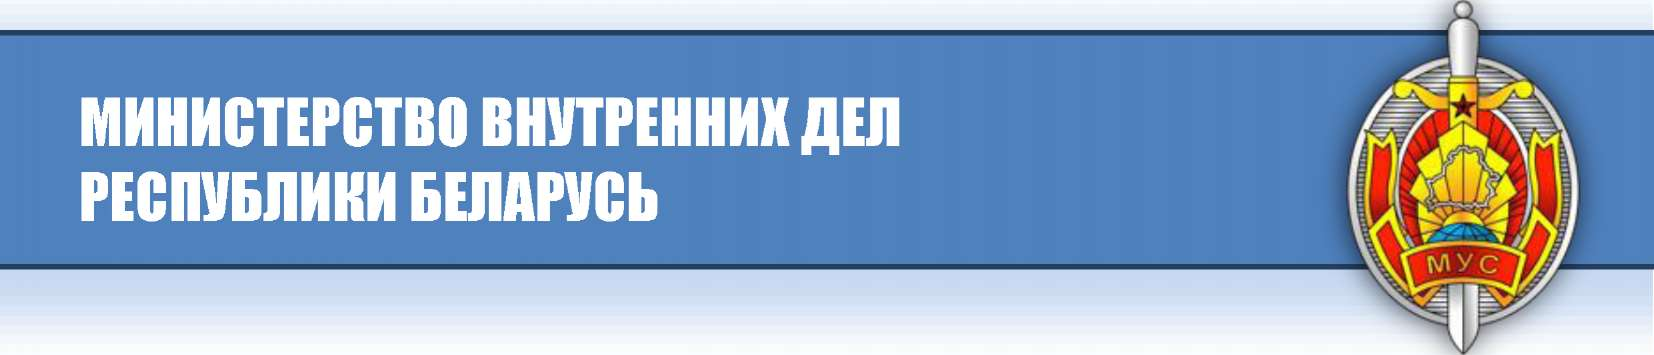 МИНИСТЕРСТВО ВНУТРЕННИХ ДЕЛ
РЕСПУБЛИКИ БЕЛАРУСЬ
МУС